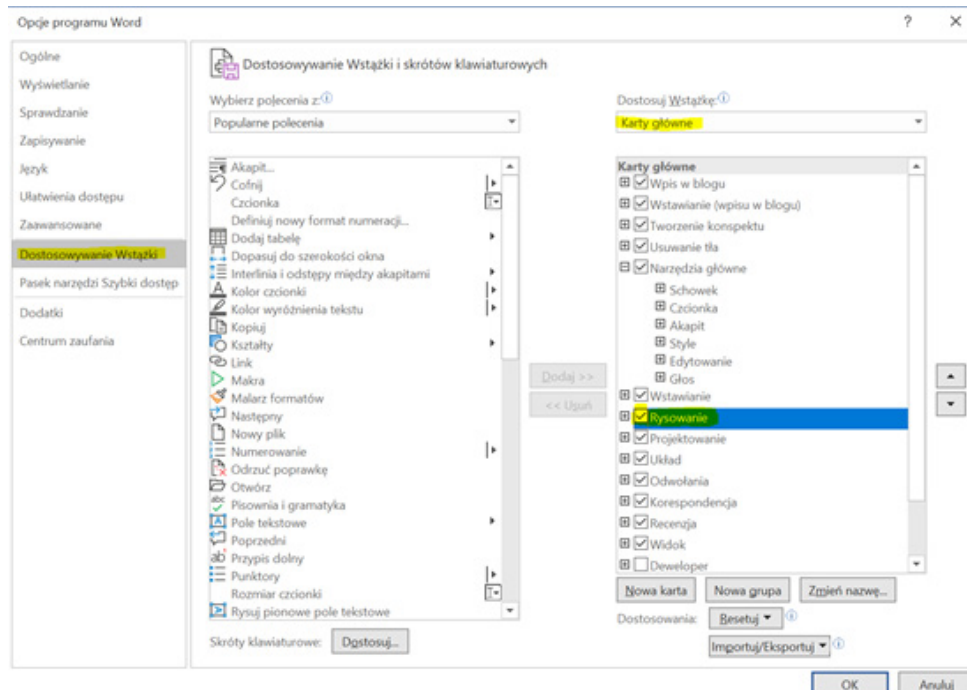 Opcje programu Word
?
Ogólne
Wyświetlanie
Sprawdzanie
Zapisywanie
Język
Ułatwienia dostępu
Zaawansowane
Dostosowywanie Wstążki
Pasek narzędzi Szybki dostęp
Dodatki
Centrum zaufania
Dostosowywanie Wstążki i skrótów klawiaturowych
Wybierz polecenia z:
Popularne polecenia
Akapit...
Cofnij
Czcionka
Definiuj nowy format numeracji...
Dodaj tabelę
Dopasuj do szerokości okna
Interlinia i odstępy między akapitami
Kolor czcionki
Kolor wyróżnienia tekstu
Kopiuj
Kształty
Link
Makra
Malarz formatów
Następny
Nowy plik
Numerowanie
Odrzuć poprawkę
Otwórz
Pisownia i gramatyka
Pole tekstowe
Poprzedni
Przypis dolny
Punktory
Rozmiar czcionki
Rysuj pionowe pole tekstowe
Skróty klawiaturowe: Dostosuj...
Dodaj >>
<< Usuń
Dostosuj Wstążkę:
Karty główne
Karty główne
Wpis w blogu
Wstawianie (wpisu w blogu)
Tworzenie konspektu
Usuwanie tła
Narzędzia główne
Schowek
Czcionka
Akapit
Style
Edytowanie
Głos
Wstawianie
Rysowanie
Projektowanie
Układ
Odwołania
Korespondencja
Recenzja
Widok
Deweloper
Nowa karta Nowa grupa Zmień nazwę...
Dostosowania: Resetuj
Importuj/Eksportuj
OK Anuluj